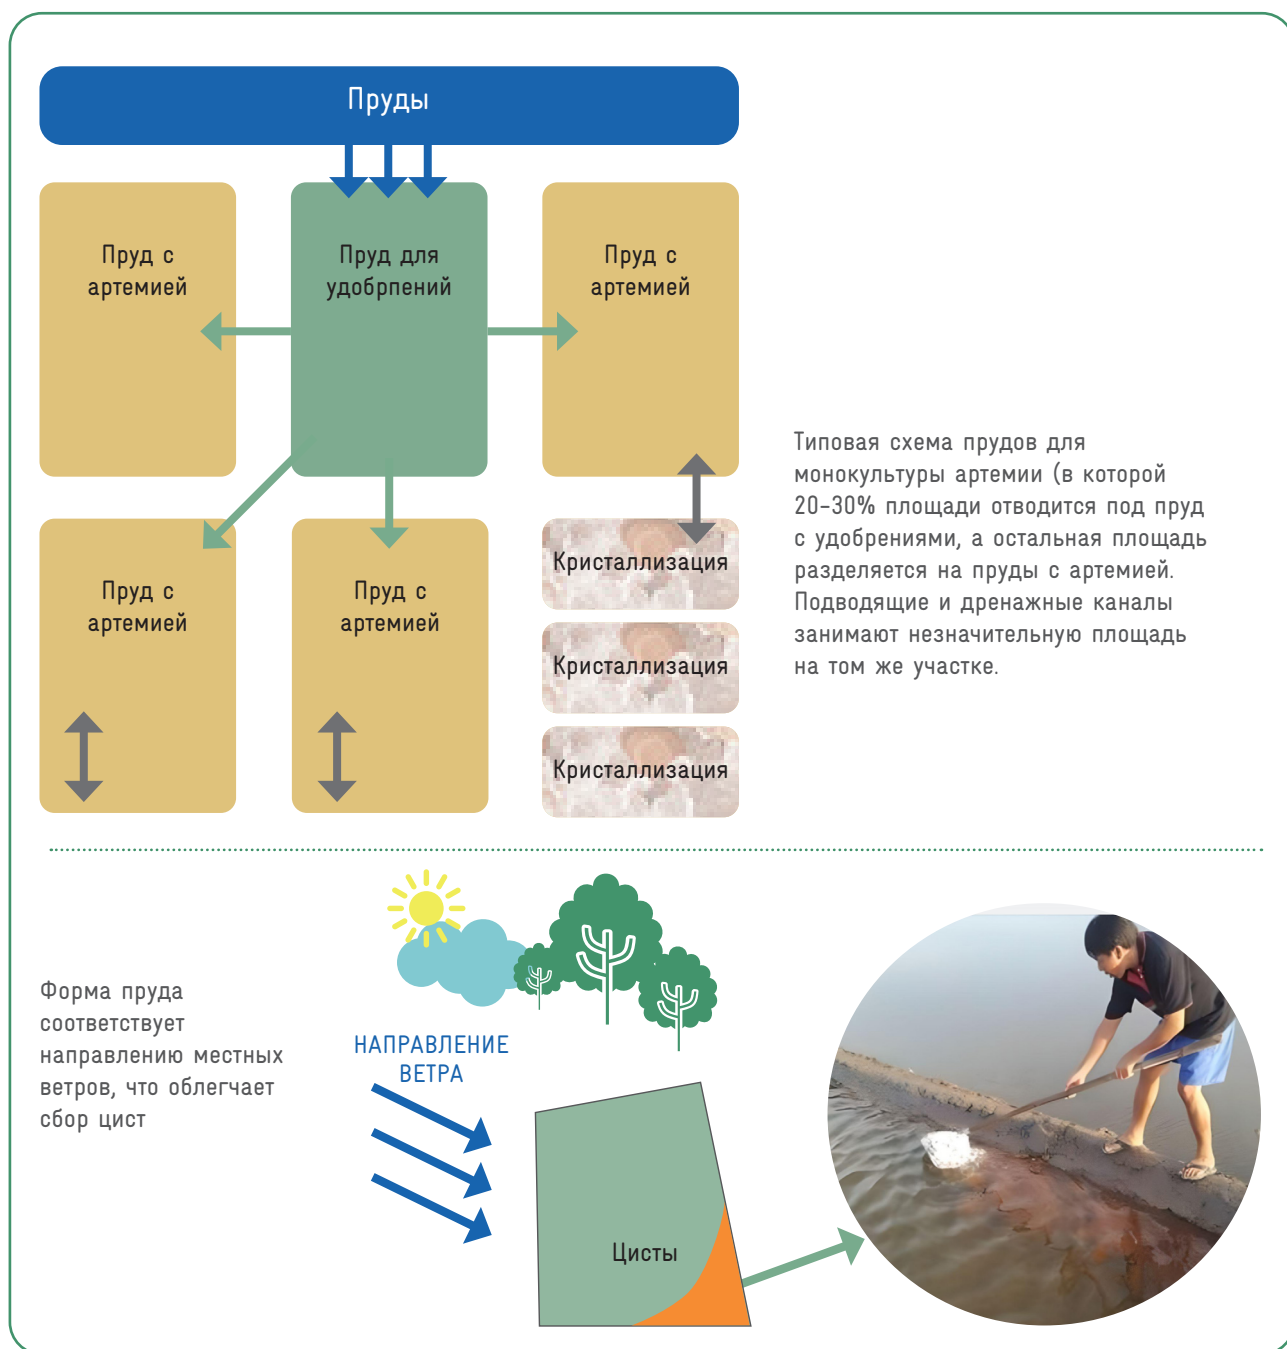 Пруды
Пруд с
артемией
Пруд для
удобрпений
Пруд с
артемией
Пруд с
артемией
Пруд с
артемией
Кристаллизация
Кристаллизация
Кристаллизация
Типовая схема прудов для
монокультуры артемии (в которой
20–30% площади отводится под пруд
с удобрениями, а остальная площадь
разделяется на пруды с артемией.
Подводящие и дренажные каналы
занимают незначительную площадь
на том же участке.
Форма пруда
соответствует
направлению местных
ветров, что облегчает
сбор цист
НАПРАВЛЕНИЕ
ВЕТРА
Цисты